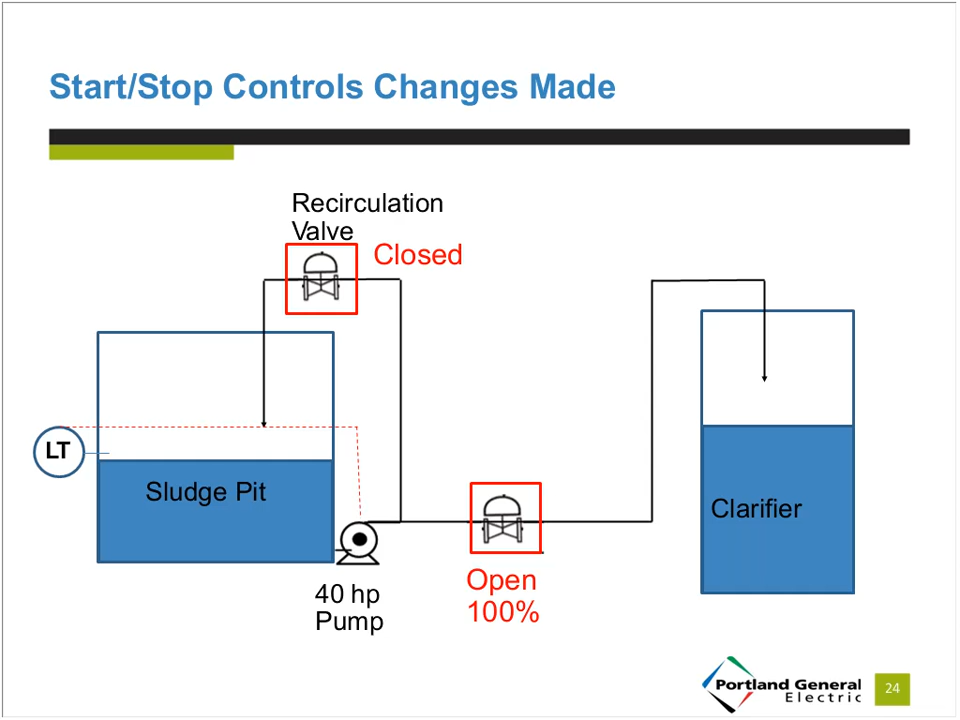 Start/Stop Controls Changes Made
Recirculation
Valve
Closed
LT
Sludge Pit
Clarifier
40 hp
Pump
Open
100%
Portland General
Electric
24